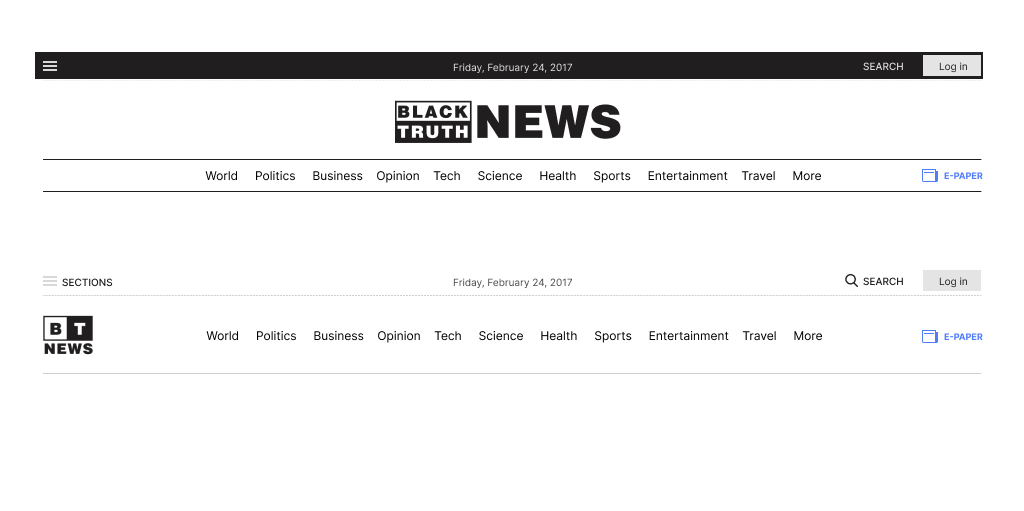 Friday, February 24, 2017 SEARCH Log in
BLACK
TRUTH
NEWS
World Politics Business Opinion Tech Science Health Sports Entertainment Travel More E-PAPER
SECTIONS Friday, February 24, 2017 SEARCH Log in
B T
NEWS
World Politics Business Opinion Tech Science Health Sports Entertainment Travel More E-PAPER